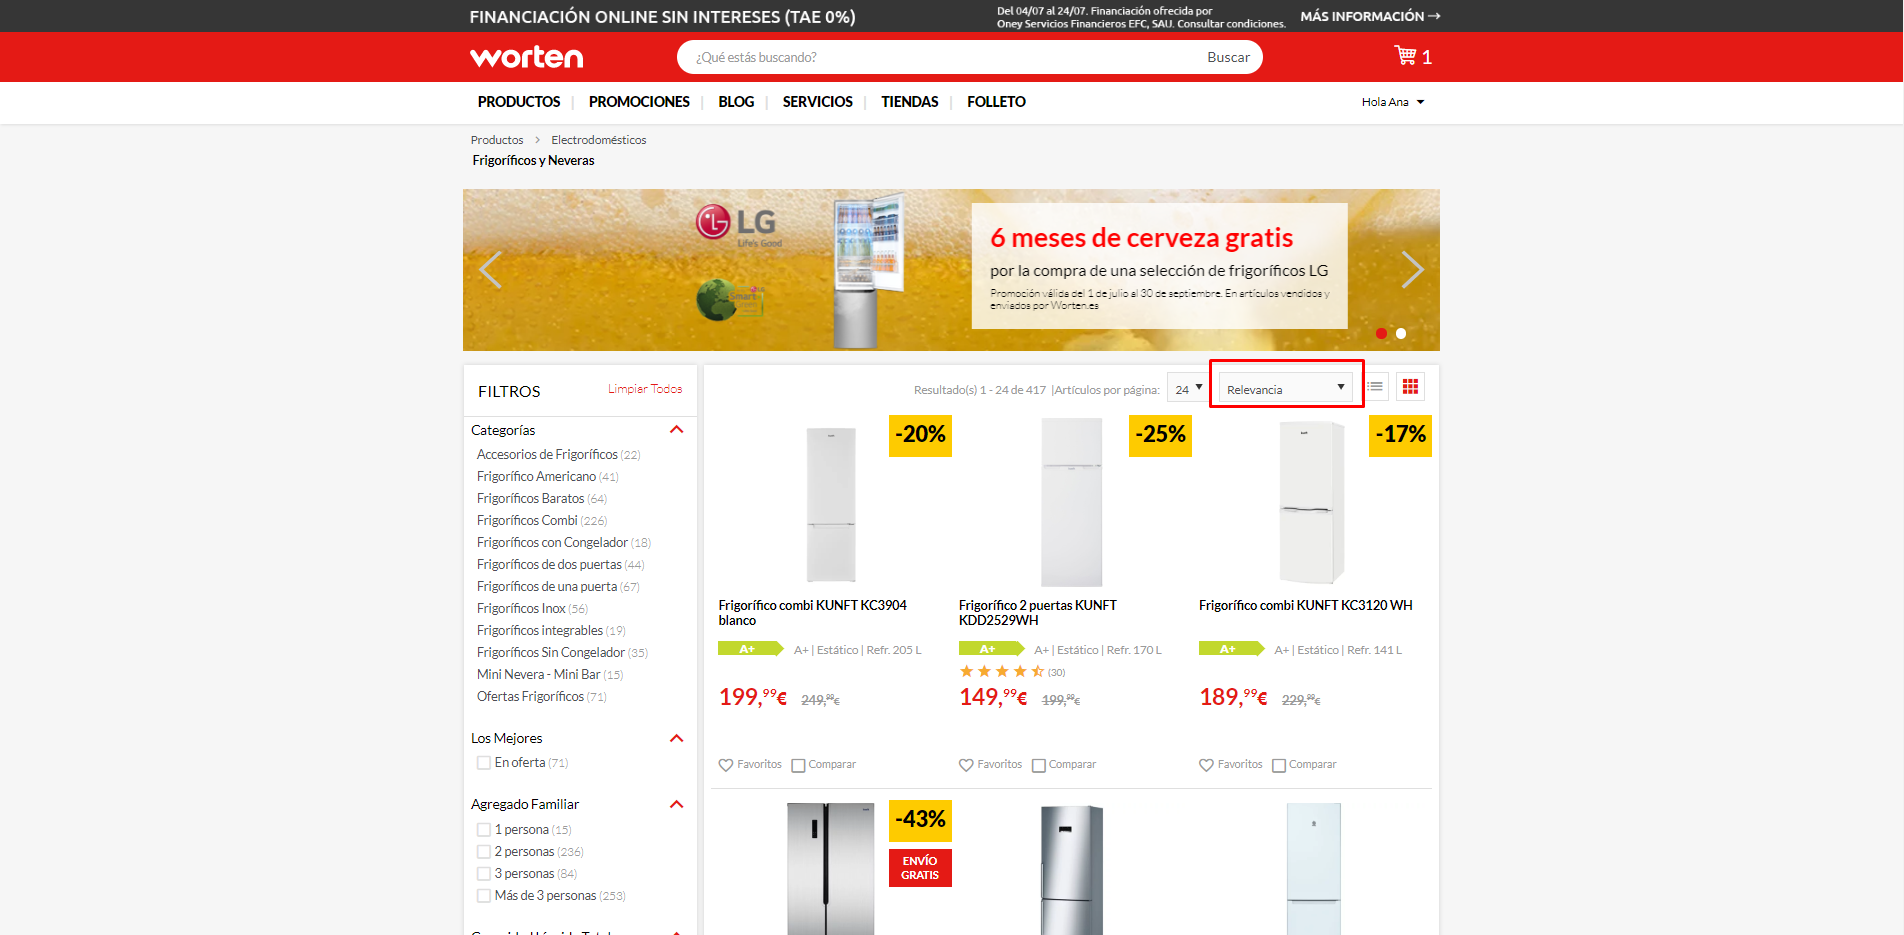 FINANCIACIÓN ONLINE SIN INTERESES (TAE 0%)
Del 04/07 al 24/07. Financiación ofrecida por
Oney Servicios Financieros EFC, SAU. Consultar condiciones.
MÁS INFORMACIÓN →
worten
¿Qué estás buscando?
Buscar
1
PRODUCTOS | PROMOCIONES | BLOG | SERVICIOS | TIENDAS | FOLLETO
Hola Ana
Productos > Electrodomésticos
Frigoríficos y Neveras
LG
Life's Good
Smart
6 meses de cerveza gratis
por la compra de una selección de frigoríficos LG
Promoción válida del 1 de julio al 30 de septiembre. En artículos vendidos y
enviados por Worten.es
FILTROS
Limpiar Todos
Categorías
Accesorios de Frigoríficos (22)
Frigorífico Americano (41)
Frigoríficos Baratos (64)
Frigoríficos Combi (226)
Frigoríficos con Congelador (18)
Frigoríficos de dos puertas (44)
Frigoríficos de una puerta (67)
Frigoríficos Inox (56)
Frigoríficos integrables (19)
Frigoríficos Sin Congelador (35)
Mini Nevera - Mini Bar (15)
Ofertas Frigoríficos (71)
Los Mejores
En oferta (71)
Agregado Familiar
1 persona (15)
2 personas (236)
3 personas (84)
Más de 3 personas (253)
Resultado(s) 1 - 24 de 417 |Artículos por página:
24
Relevancia
-20%
Frigorífico combi KUNFT KC3904
blanco
A+
A+ | Estático | Refr. 205 L
199,99€ 249,99€
Favoritos
Comparar
-25%
Frigorífico 2 puertas KUNFT
KDD2529WH
A+
A+ | Estático | Refr. 170 L
(30)
149,99€ 199,99€
Favoritos
Comparar
-17%
Frigorífico combi KUNFT KC3120 WH
A+
A+ | Estático | Refr. 141 L
189,99€ 229,99€
Favoritos
Comparar
-43%
ENVÍO
GRATIS